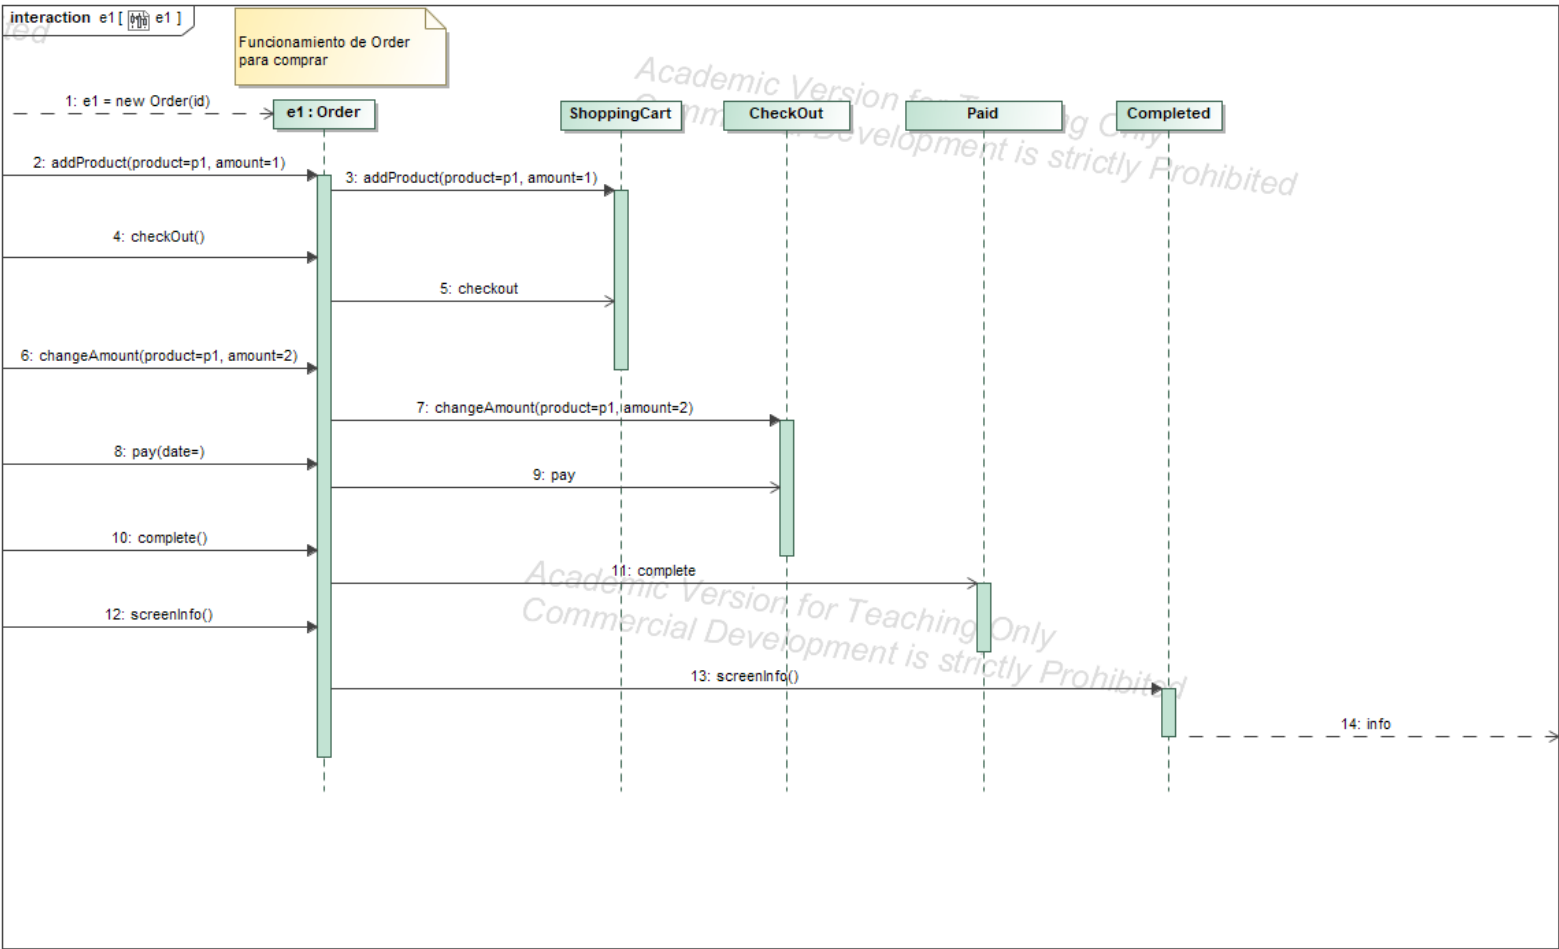 interaction e1 [ e1 ]
ted
Funcionamiento de Order
para comprar
Academic Version for Teaching Only
Commercial Development is strictly Prohibited
1: e1 = new Order(id)
e1 : Order
ShoppingCart
CheckOut
Paid
Completed
2: addProduct(product=p1, amount=1)
3: addProduct(product=p1, amount=1)
4: checkOut()
5: checkout
6: changeAmount(product=p1, amount=2)
7: changeAmount(product=p1, amount=2)
8: pay(date=)
9: pay
10: complete()
11: complete
Academic Version for Teaching Only
Commercial Development is strictly Prohibited
12: screenInfo()
13: screenInfo()
14: info